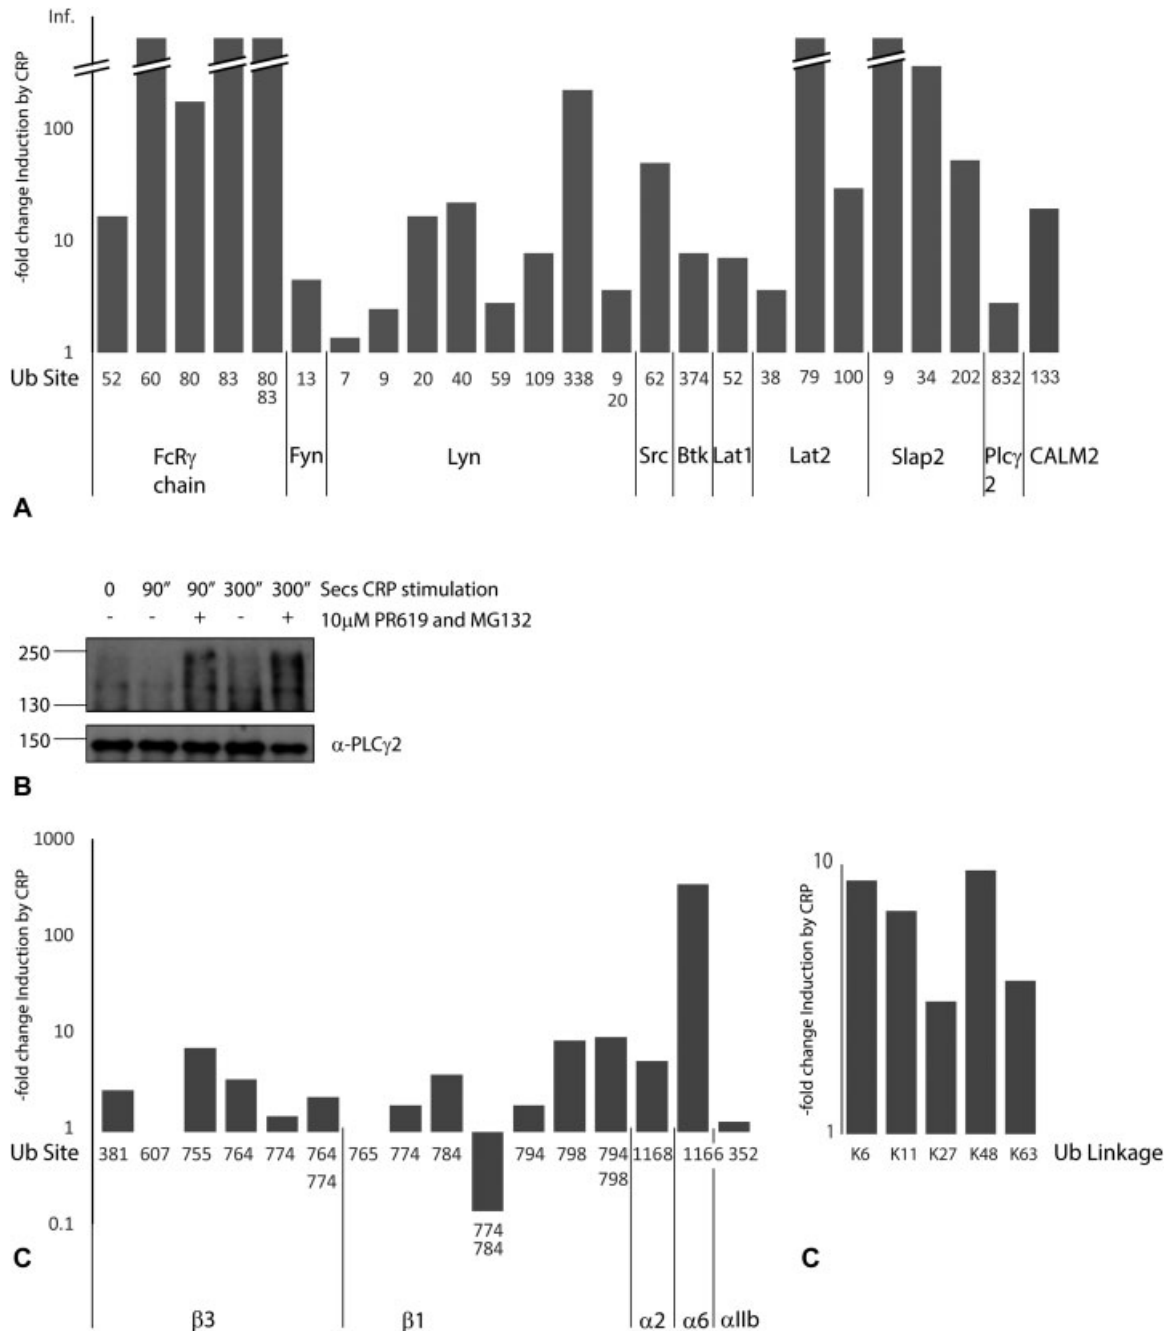 Inf.
-fold change Induction by CRP
100
10
1
Ub Site 52 60 80 83 80 13 7 9 20 40 59 109 338 9 62 374 52 38 79 100 9 34 202 832 133
83 20
FcRγ chain Fyn Lyn Src Btk Lat1 Lat2 Slap2 Plcγ 2 CALM2
A
0 90" 90" 300" 300" Secs CRP stimulation
- - + - + 10μM PR619 and MG132
250
130
150 α-PLCγ2
B
1000
-fold change Induction by CRP
100
10
1
Ub Site 381 607 755 764 774 764 765 774 784 794 798 794 1168 1166 352
774 798
0.1
774
784
C
β3 β1 α2 α6 αIIb
10
-fold change Induction by CRP
1
K6 K11 K27 K48 K63 Ub Linkage
C